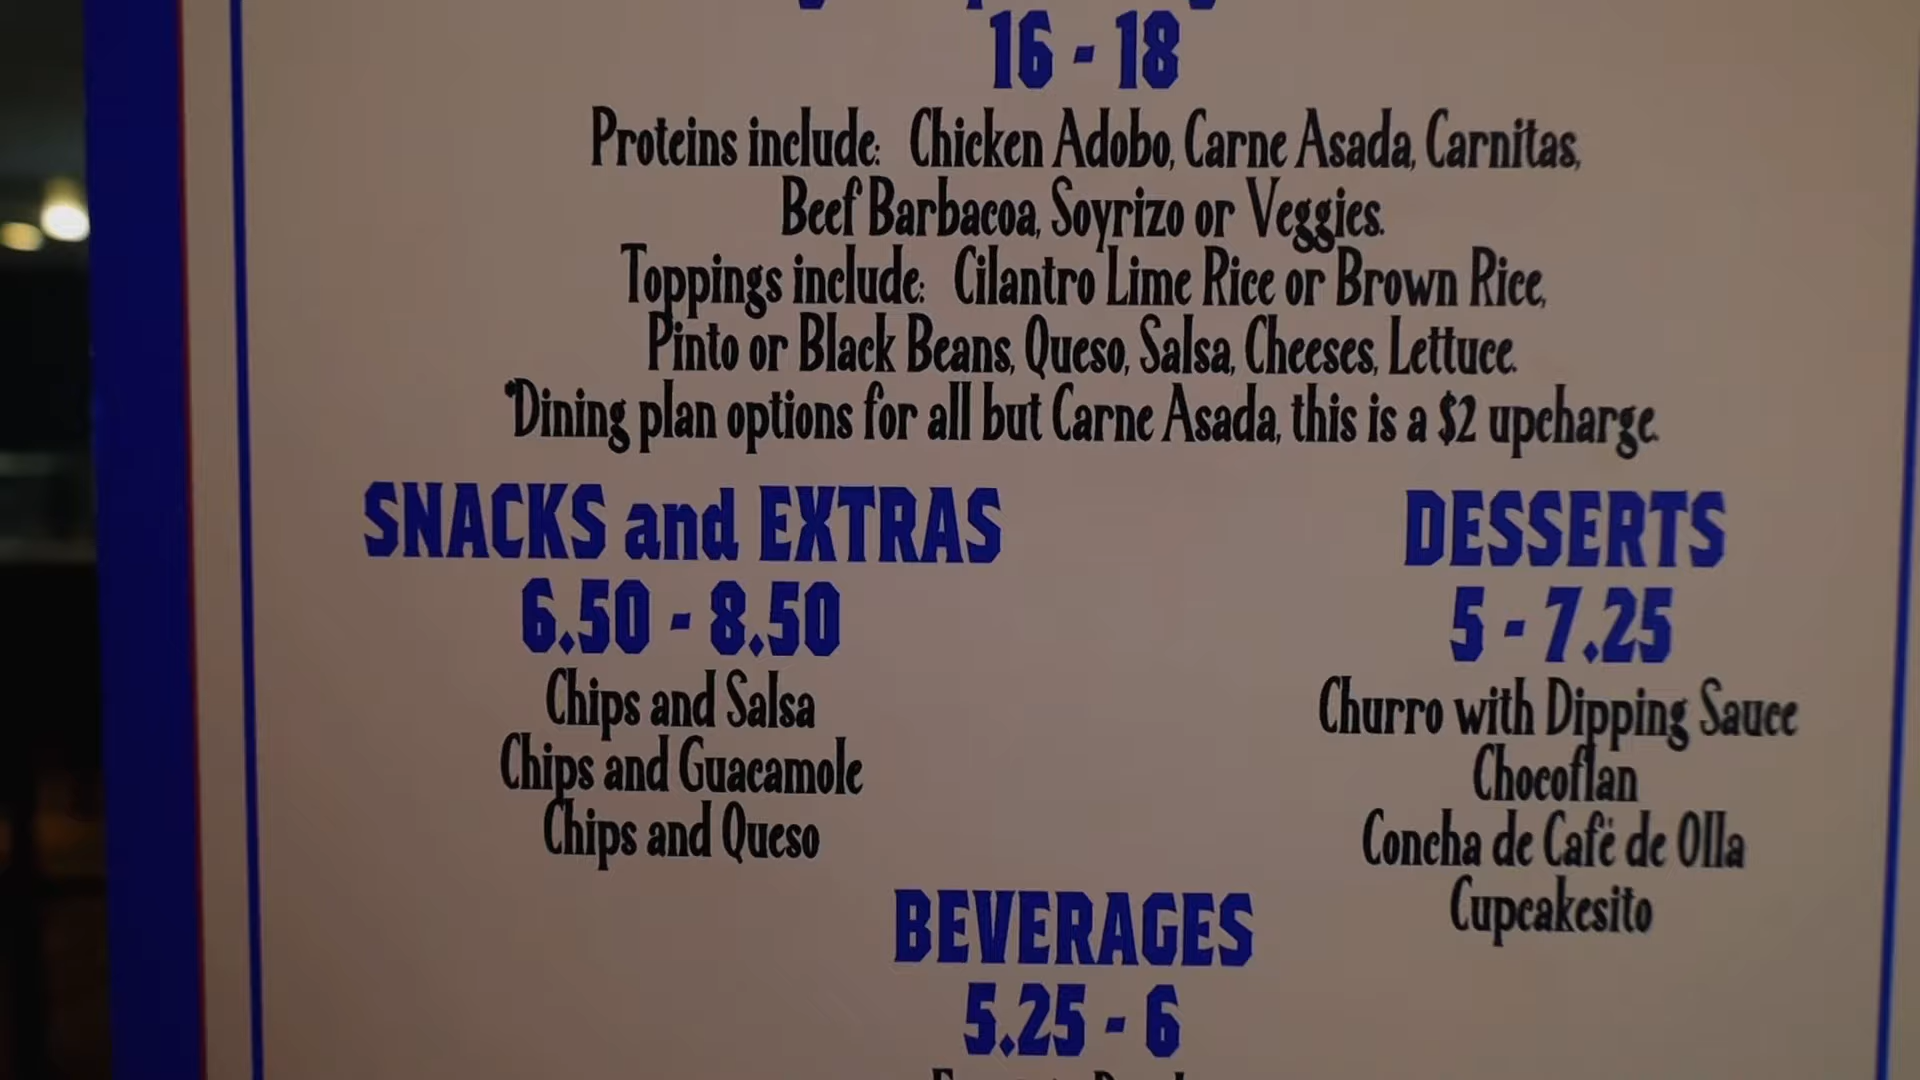 16 - 18
Proteins include: Chicken Adobo, Carne Asada, Carnitas,
Beef Barbacoa, Soyrizo or Veggies.
Toppings include: Cilantro Lime Rice or Brown Rice,
Pinto or Black Beans, Queso, Salsa, Cheeses, Lettuce.
*Dining plan options for all but Carne Asada, this is a $2 upcharge.
SNACKS and EXTRAS
6.50 - 8.50
Chips and Salsa
Chips and Guacamole
Chips and Queso
DESSERTS
5 - 7.25
Churro with Dipping Sauce
Chocoflan
Concha de Café de Olla
Cupcakesito
BEVERAGES
5.25 - 6